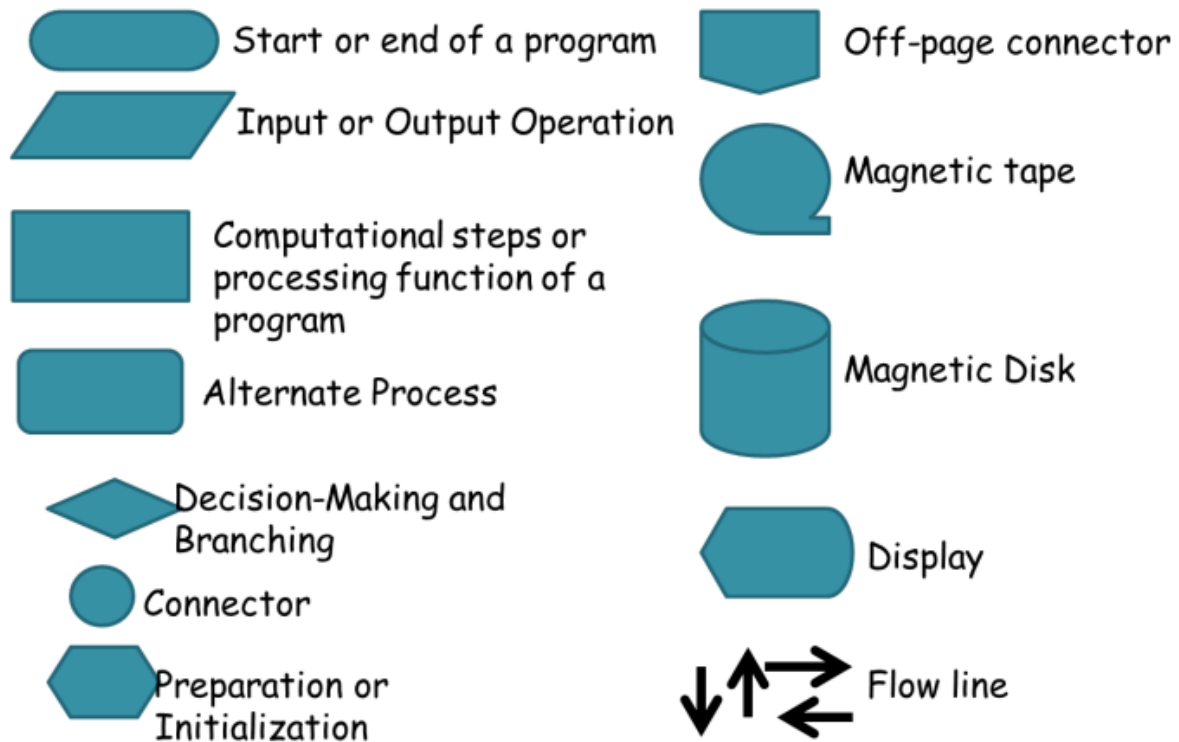 Start or end of a program
Input or Output Operation
Computational steps or
processing function of a
program
Alternate Process
Decision-Making and
Branching
Connector
Preparation or
Initialization
Off-page connector
Magnetic tape
Magnetic Disk
Display
Flow line